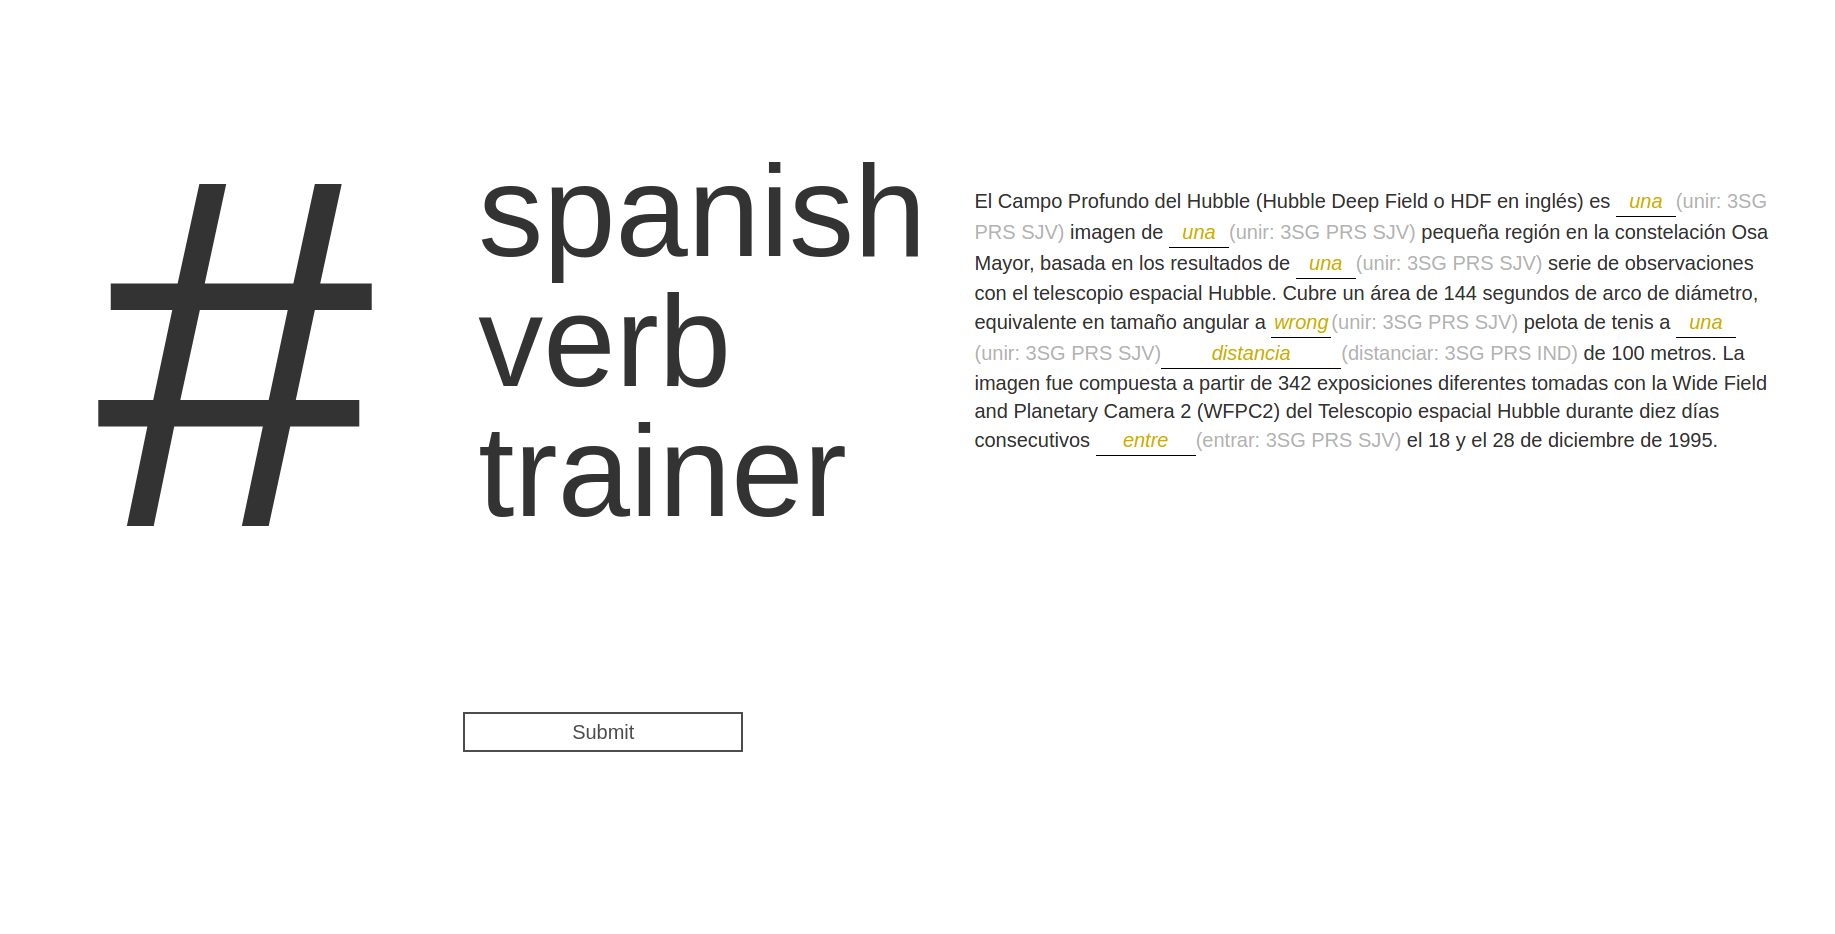 #
spanish
verb
trainer
Submit
El Campo Profundo del Hubble (Hubble Deep Field o HDF en inglés) es una (unir: 3SG
PRS SJV) imagen de una (unir: 3SG PRS SJV) pequeña región en la constelación Osa
Mayor, basada en los resultados de una (unir: 3SG PRS SJV) serie de observaciones
con el telescopio espacial Hubble. Cubre un área de 144 segundos de arco de diámetro,
equivalente en tamaño angular a wrong (unir: 3SG PRS SJV) pelota de tenis a una
(unir: 3SG PRS SJV) distancia (distanciar: 3SG PRS IND) de 100 metros. La
imagen fue compuesta a partir de 342 exposiciones diferentes tomadas con la Wide Field
and Planetary Camera 2 (WFPC2) del Telescopio espacial Hubble durante diez días
consecutivos entre (entrar: 3SG PRS SJV) el 18 y el 28 de diciembre de 1995.